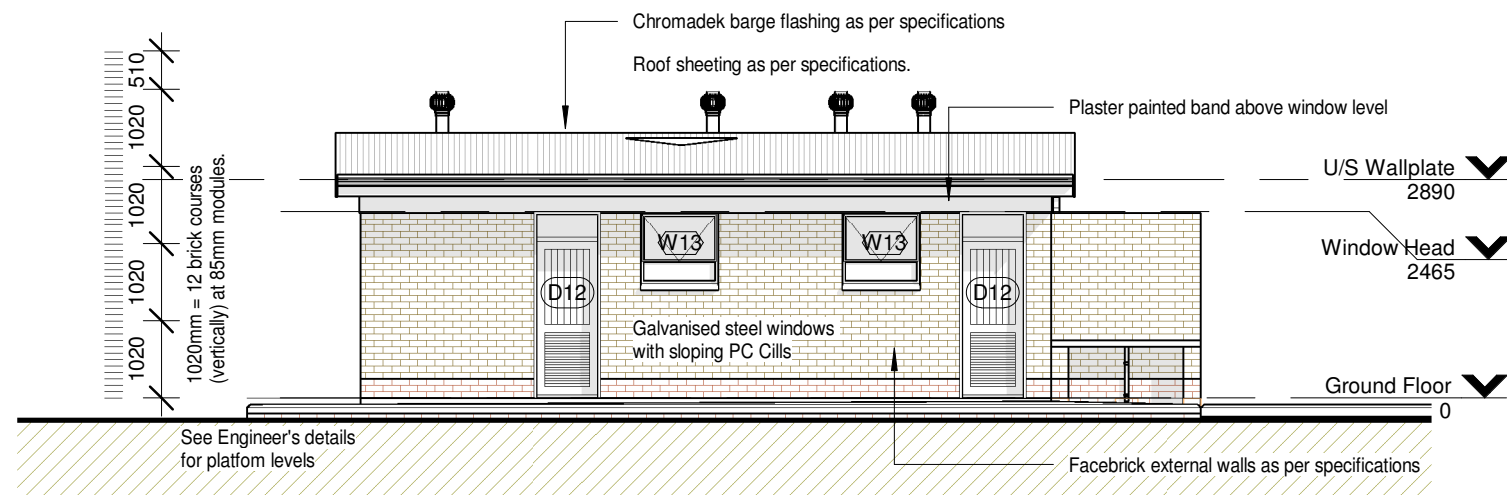 Chromadek barge flashing as per specifications
Roof sheeting as per specifications.
Plaster painted band above window level
510
1020
1020
1020
1020
1020mm = 12 brick courses
(vertically) at 85mm modules.
U/S Wallplate
2890
Window Head
2465
W13
W13
D12
D12
Galvanised steel windows
with sloping PC Cills
Ground Floor
0
See Engineer's details
for platfom levels
Facebrick external walls as per specifications